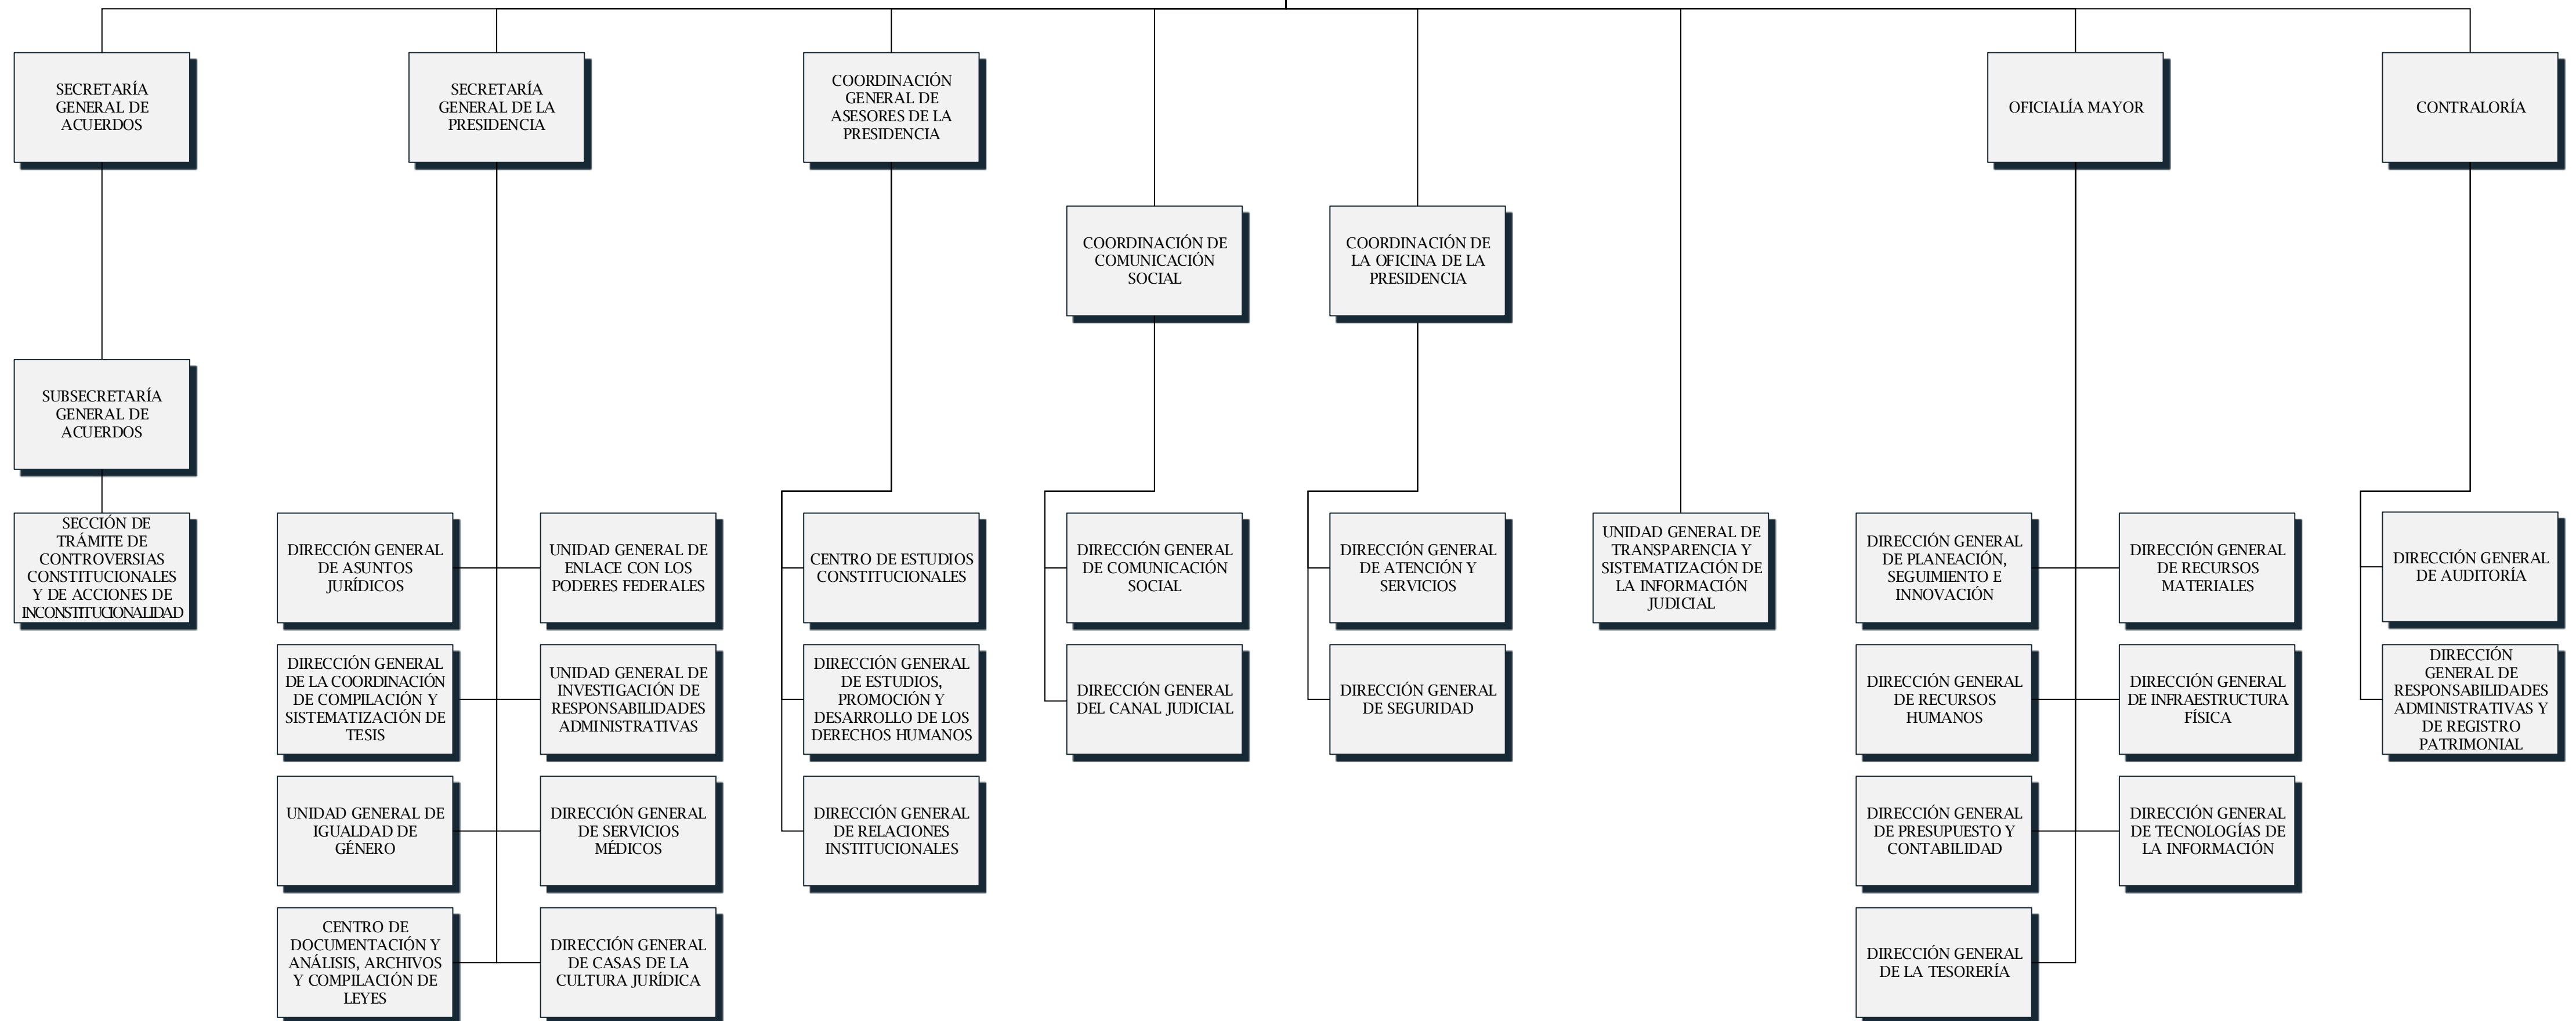 SECRETARÍA
GENERAL DE
ACUERDOS
SECRETARÍA
GENERAL DE LA
PRESIDENCIA
COORDINACIÓN
GENERAL DE
ASESORES DE LA
PRESIDENCIA
OFICIALÍA MAYOR
CONTRALORÍA
COORDINACIÓN DE
COMUNICACIÓN
SOCIAL
COORDINACIÓN DE
LA OFICINA DE LA
PRESIDENCIA
SUBSECRETARÍA
GENERAL DE
ACUERDOS
SECCIÓN DE
TRÁMITE DE
CONTROVERSIAS
CONSTITUCIONALES
Y DE ACCIONES DE
INCONSTITUCIONALIDAD
DIRECCIÓN GENERAL
DE ASUNTOS
JURÍDICOS
UNIDAD GENERAL DE
ENLACE CON LOS
PODERES FEDERALES
CENTRO DE ESTUDIOS
CONSTITUCIONALES
DIRECCIÓN GENERAL
DE COMUNICACIÓN
SOCIAL
DIRECCIÓN GENERAL
DE ATENCIÓN Y
SERVICIOS
UNIDAD GENERAL DE
TRANSPARENCIA Y
SISTEMATIZACIÓN DE
LA INFORMACIÓN
JUDICIAL
DIRECCIÓN GENERAL
DE PLANEACIÓN,
SEGUIMIENTO E
INNOVACIÓN
DIRECCIÓN GENERAL
DE RECURSOS
MATERIALES
DIRECCIÓN GENERAL
DE AUDITORÍA
DIRECCIÓN GENERAL
DE LA COORDINACIÓN
DE COMPILACIÓN Y
SISTEMATIZACIÓN DE
TESIS
UNIDAD GENERAL DE
INVESTIGACIÓN DE
RESPONSABILIDADES
ADMINISTRATIVAS
DIRECCIÓN GENERAL
DE ESTUDIOS,
PROMOCIÓN Y
DESARROLLO DE LOS
DERECHOS HUMANOS
DIRECCIÓN GENERAL
DEL CANAL JUDICIAL
DIRECCIÓN GENERAL
DE SEGURIDAD
DIRECCIÓN GENERAL
DE RECURSOS
HUMANOS
DIRECCIÓN GENERAL
DE INFRAESTRUCTURA
FÍSICA
DIRECCIÓN
GENERAL DE
RESPONSABILIDADES
ADMINISTRATIVAS Y
DE REGISTRO
PATRIMONIAL
UNIDAD GENERAL DE
IGUALDAD DE
GÉNERO
DIRECCIÓN GENERAL
DE SERVICIOS
MÉDICOS
DIRECCIÓN GENERAL
DE RELACIONES
INSTITUCIONALES
DIRECCIÓN GENERAL
DE PRESUPUESTO Y
CONTABILIDAD
DIRECCIÓN GENERAL
DE TECNOLOGÍAS DE
LA INFORMACIÓN
CENTRO DE
DOCUMENTACIÓN Y
ANÁLISIS, ARCHIVOS
Y COMPILACIÓN DE
LEYES
DIRECCIÓN GENERAL
DE CASAS DE LA
CULTURA JURÍDICA
DIRECCIÓN GENERAL
DE LA TESORERÍA